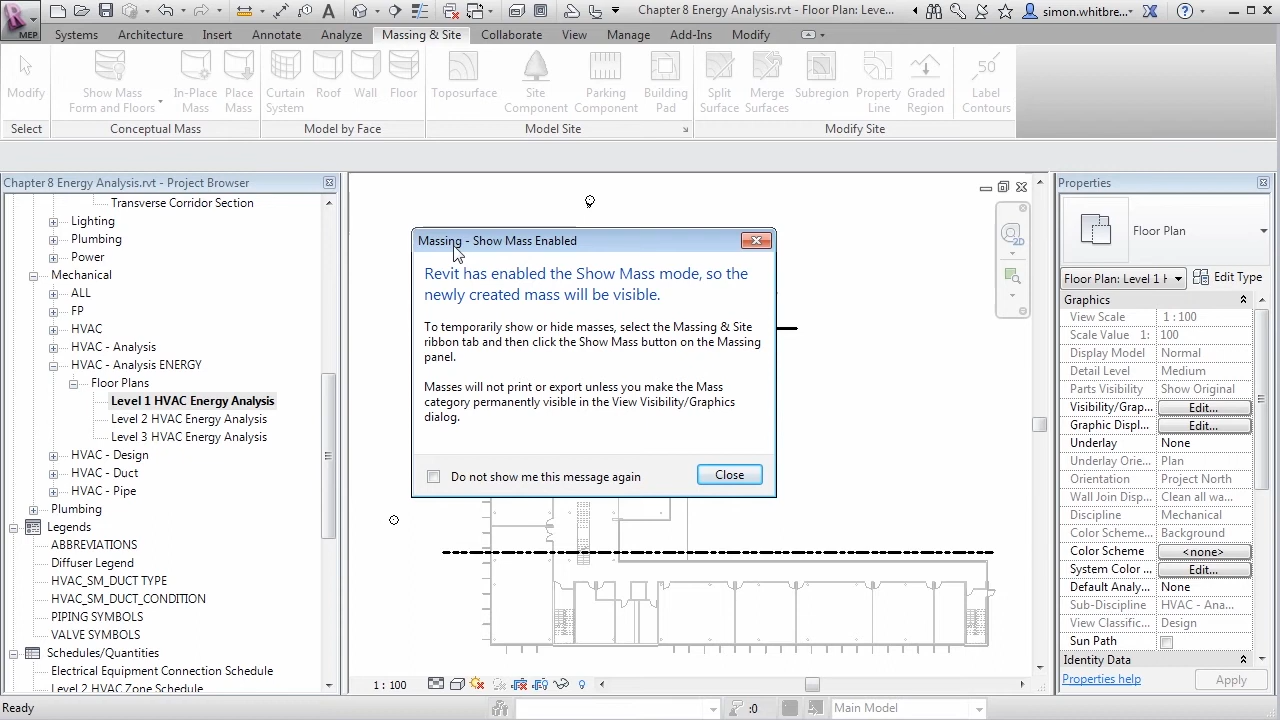 Chapter 8 Energy Analysis.rvt - Floor Plan: Leve...
simon.whitbre...
MEP
Systems Architecture Insert Annotate Analyze Massing & Site Collaborate View Manage Add-Ins Modify
Modify
Show Mass
Form and Floors
In-Place
Mass
Place
Mass
Curtain
System
Roof
Wall
Floor
Toposurface
Site
Component
Parking
Component
Building
Pad
Split
Surface
Merge
Surfaces
Subregion
Property
Line
Graded
Region
50
Label
Contours
Select
Conceptual Mass
Model by Face
Model Site
Modify Site
Chapter 8 Energy Analysis.rvt - Project Browser
Transverse Corridor Section
Lighting
Plumbing
Power
Mechanical
ALL
FP
HVAC
HVAC - Analysis
HVAC - Analysis ENERGY
Floor Plans
Level 1 HVAC Energy Analysis
Level 2 HVAC Energy Analysis
Level 3 HVAC Energy Analysis
HVAC - Design
HVAC - Duct
HVAC - Pipe
Plumbing
Legends
ABBREVIATIONS
Diffuser Legend
HVAC_SM_DUCT TYPE
HVAC_SM_DUCT_CONDITION
PIPING SYMBOLS
VALVE SYMBOLS
Schedules/Quantities
Electrical Equipment Connection Schedule
Level 2 HVAC Zone Schedule
Massing - Show Mass Enabled
Revit has enabled the Show Mass mode, so the
newly created mass will be visible.
To temporarily show or hide masses, select the Massing & Site
ribbon tab and then click the Show Mass button on the Massing
panel.
Masses will not print or export unless you make the Mass
category permanently visible in the View Visibility/Graphics
dialog.
Do not show me this message again
Close
2D
1 : 100
Properties
Floor Plan
Floor Plan: Level 1 H
Edit Type
Graphics
View Scale 1 : 100
Scale Value 1: 100
Display Model Normal
Detail Level Medium
Parts Visibility Show Original
Visibility/Grap... Edit...
Graphic Displ... Edit...
Underlay None
Underlay Orie... Plan
Orientation Project North
Wall Join Disp... Clean all wa...
Discipline Mechanical
Color Scheme... Background
Color Scheme <none>
System Color ... Edit...
Default Analy... None
Sub-Discipline HVAC - Ana...
View Classific... Design
Sun Path
Identity Data
Properties help
Apply
Ready
:0
Main Model